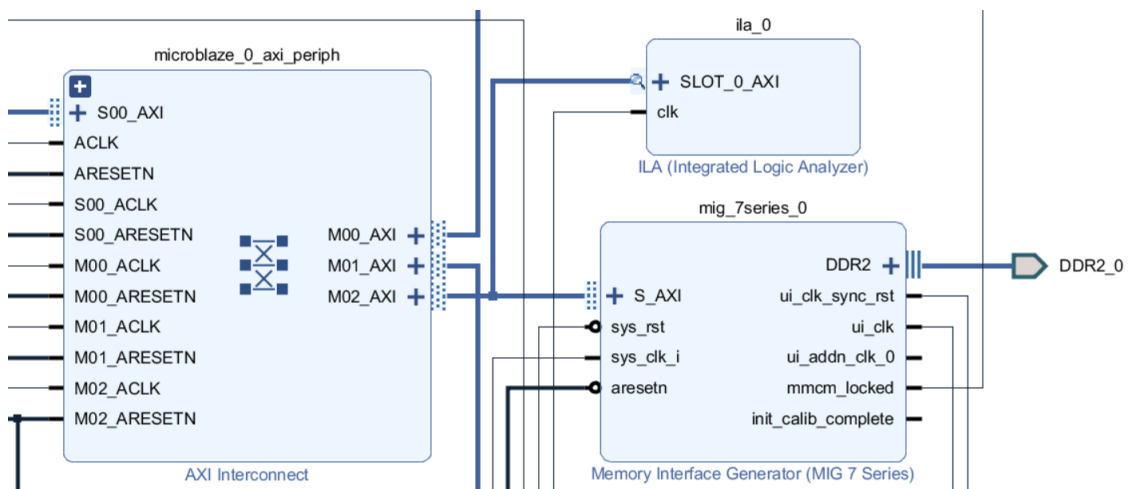 microblaze_0_axi_periph
S00_AXI
ACLK
ARESETN
S00_ACLK
S00_ARESETN
M00_ACLK
M00_ARESETN
M01_ACLK
M01_ARESETN
M02_ACLK
M02_ARESETN
M00_AXI
M01_AXI
M02_AXI
AXI Interconnect
ila_0
SLOT_0_AXI
clk
ILA (Integrated Logic Analyzer)
mig_7series_0
S_AXI
sys_rst
sys_clk_i
aresetn
DDR2
ui_clk_sync_rst
ui_clk
ui_addn_clk_0
mmcm_locked
init_calib_complete
Memory Interface Generator (MIG 7 Series)
DDR2_0